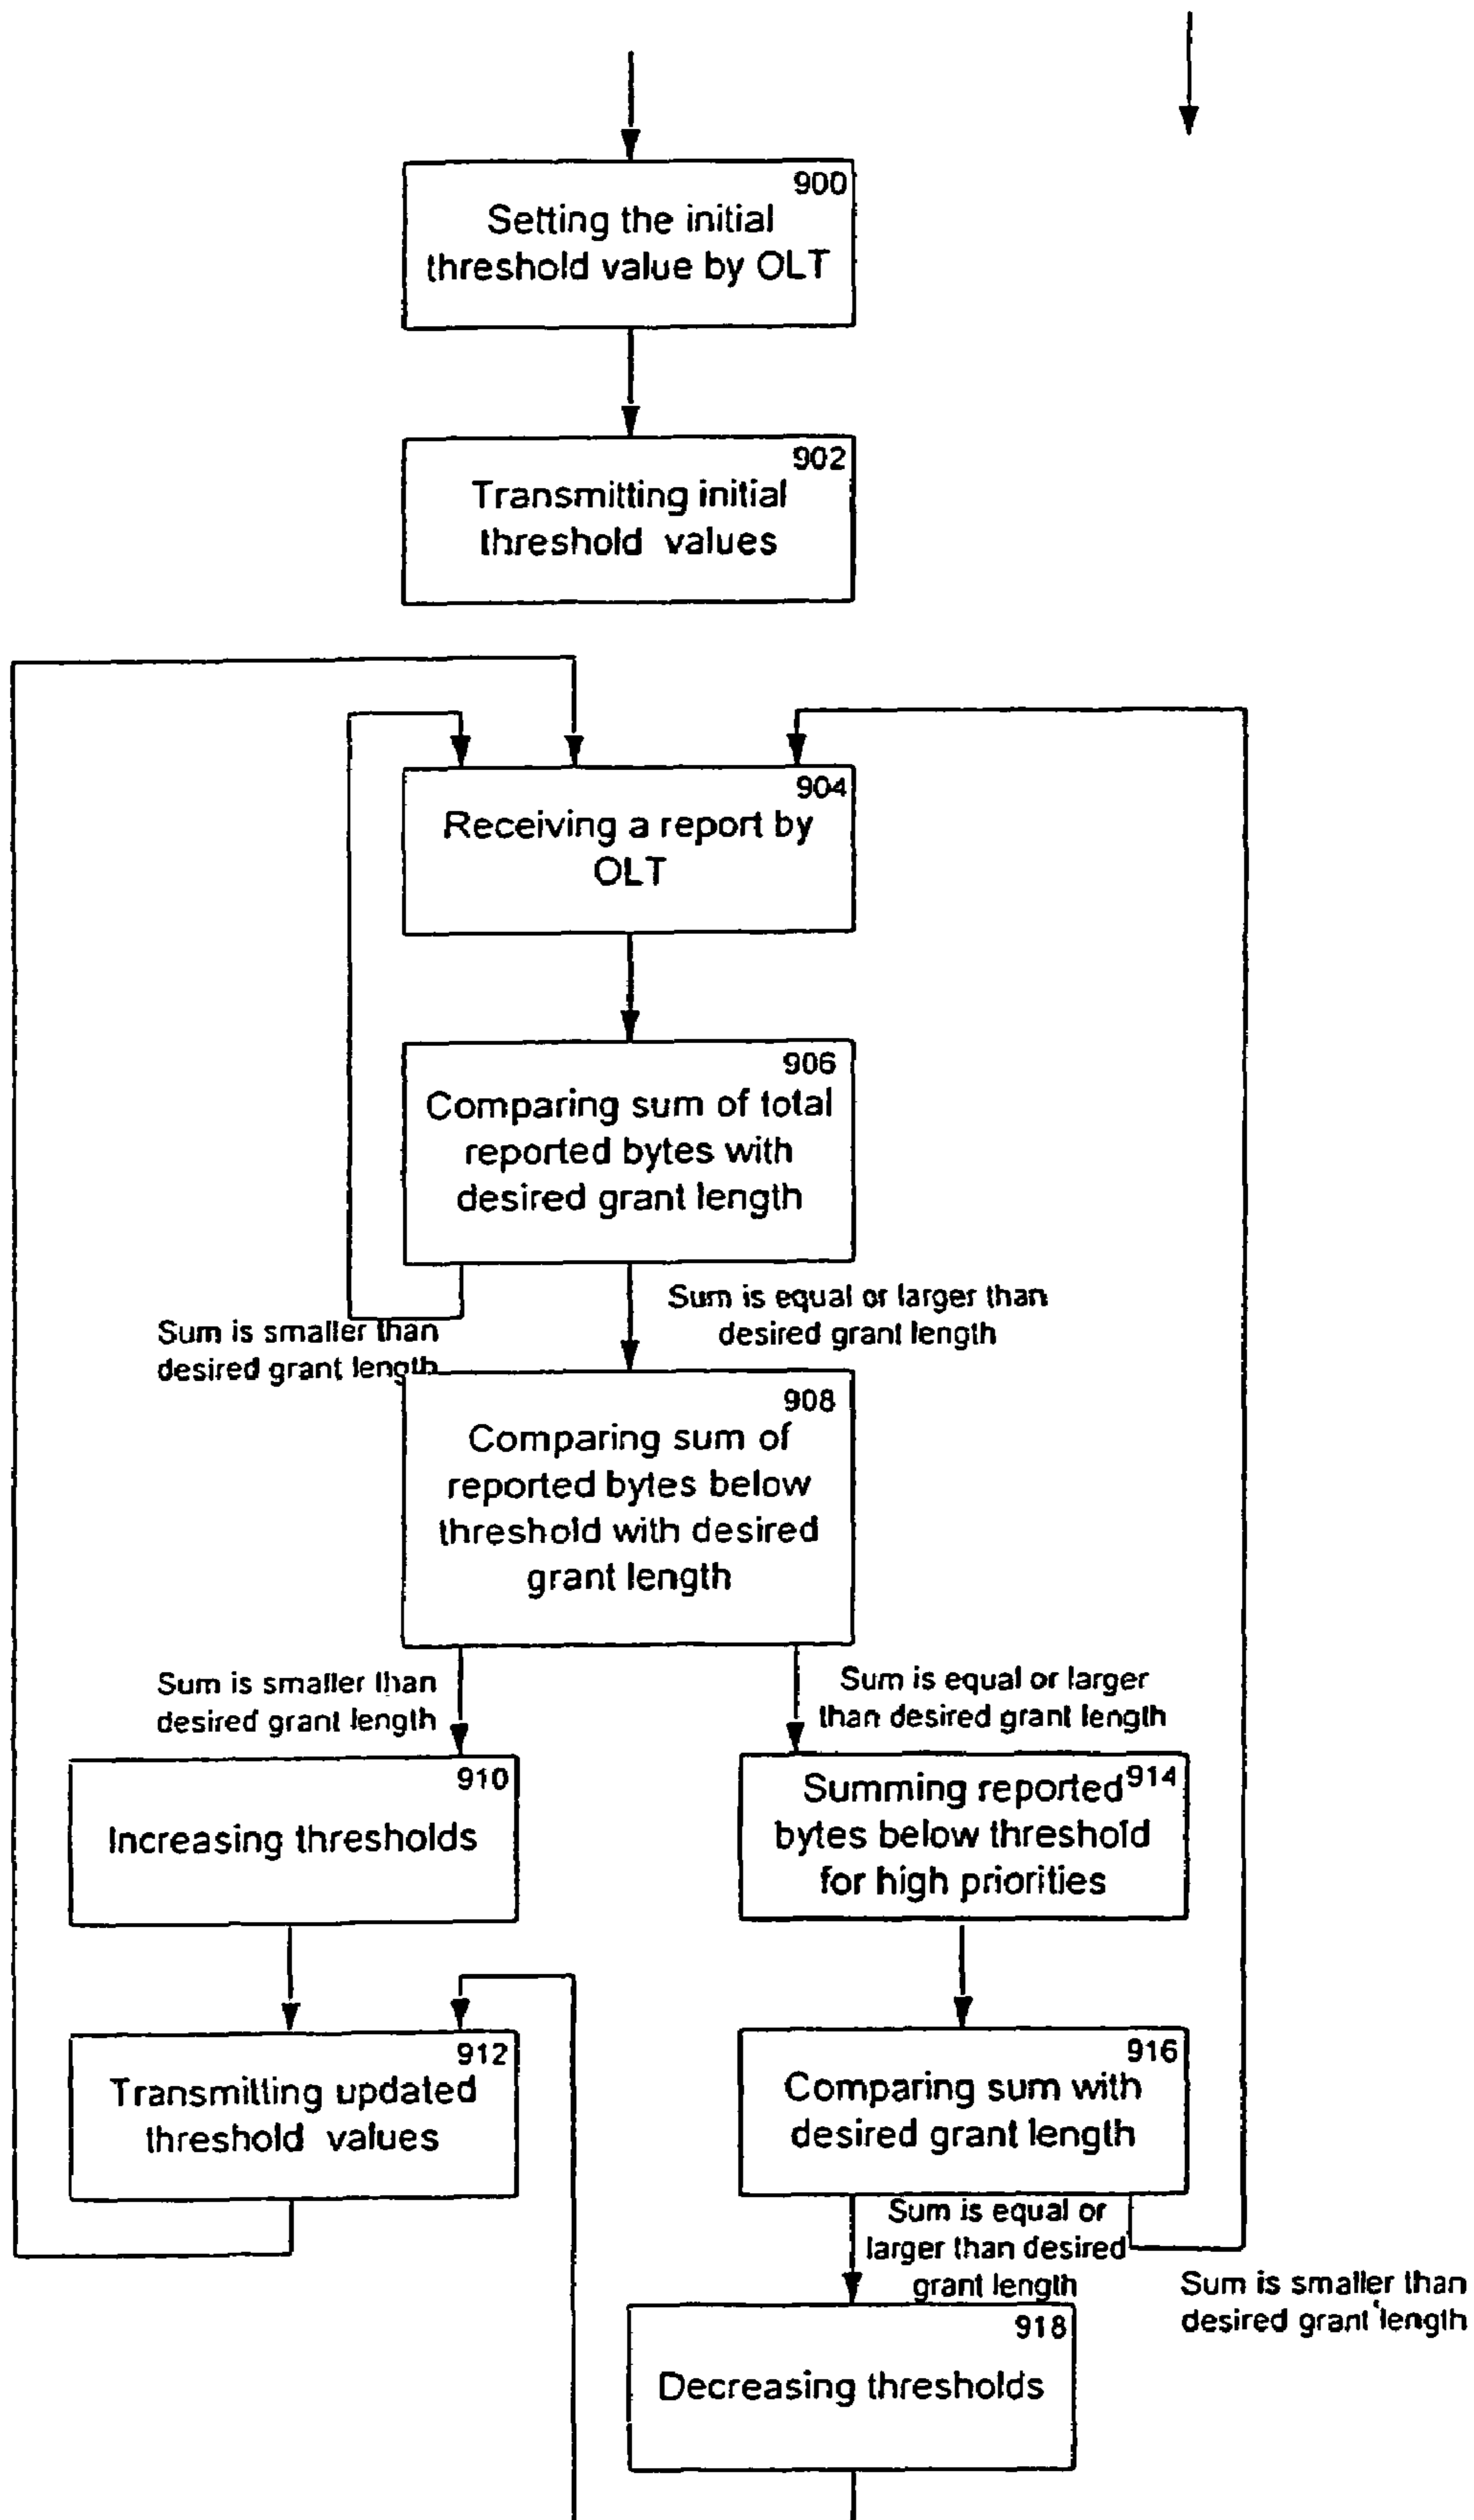 900
Setting the initial
threshold value by OLT
902
Transmitting initial
threshold values
904
Receiving a report by
OLT
906
Comparing sum of total
reported bytes with
desired grant length
Sum is smaller than
desired grant length
Sum is equal or larger than
desired grant length
908
Comparing sum of
reported bytes below
threshold with desired
grant length
Sum is smaller than
desired grant length
Sum is equal or larger
than desired grant length
910
Increasing thresholds
914
Summing reported
bytes below threshold
for high priorities
912
Transmitting updated
threshold values
916
Comparing sum with
desired grant length
Sum is equal or
larger than desired
grant length
Sum is smaller than
desired grant length
918
Decreasing thresholds